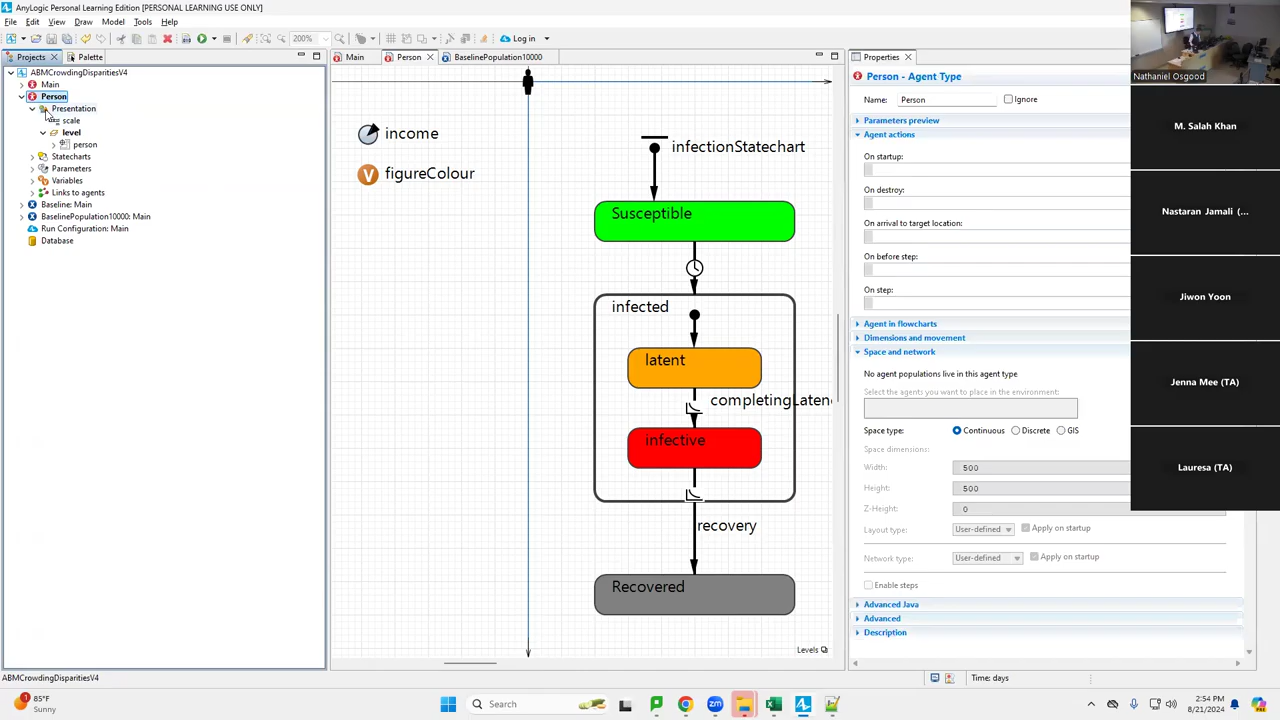 AnyLogic Personal Learning Edition [PERSONAL LEARNING USE ONLY]
File Edit View Draw Model Tools Help
200% Log in
Projects Palette
Main Person BaselinePopulation10000
Properties
ABMCrowdingDisparitiesV4
Main
Person
Presentation
scale
level
person
Statecharts
Parameters
Variables
Links to agents
Baseline: Main
BaselinePopulation10000: Main
Run Configuration: Main
Database
income
figureColour
infectionStatechart
Susceptible
infected
latent
infective
recovery
Recovered
Levels
Person - Agent Type
Name: Person Ignore
Parameters preview
Agent actions
On startup:
On destroy:
On arrival to target location:
On before step:
On step:
Agent in flowcharts
Dimensions and movement
Space and network
No agent populations live in this agent type
Select the agents you want to place in the environment:
Space type: Continuous Discrete GIS
Space dimensions:
Width: 500
Height: 500
Z-Height: 0
Layout type: User-defined Apply on startup
Network type: User-defined Apply on startup
Enable steps
Advanced Java
Advanced
Description
Nathaniel Osgood
M. Salah Khan
Nastaran Jamali (...
Jiwon Yoon
Jenna Mee (TA)
Lauresa (TA)
ABMCrowdingDisparitiesV4
Time: days
1
85°F
Sunny
Search
2:54 PM
8/21/2024